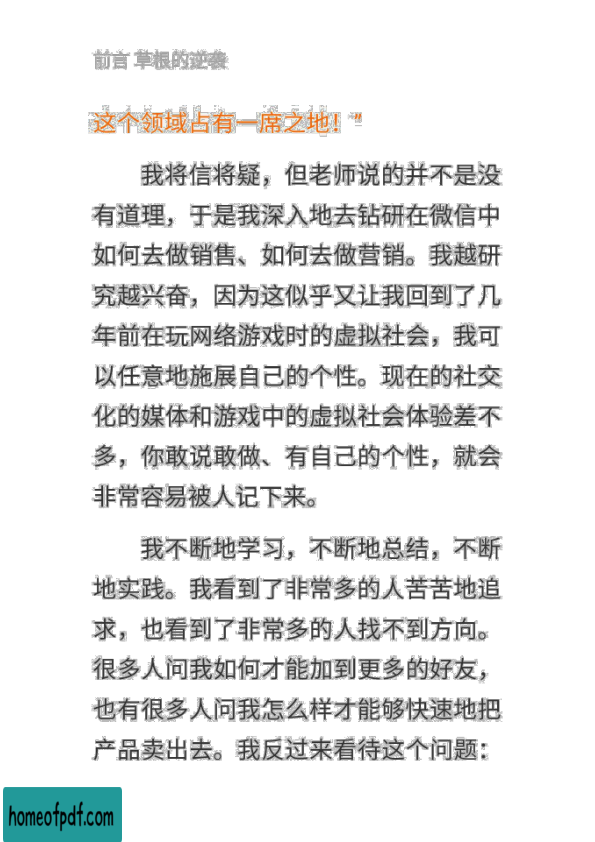 前言 草根的逆袭
这个领域占有一席之地！”
我将信将疑，但老师说的并不是没
有道理，于是我深入地去钻研在微信中
如何去做销售、如何去做营销。我越研
究越兴奋，因为这似乎又让我回到了几
年前在玩网络游戏时的虚拟社会，我可
以任意地施展自己的个性。现在的社交
化的媒体和游戏中的虚拟社会体验差不
多，你敢说敢做、有自己的个性，就会
非常容易被人记下来。
我不断地学习，不断地总结，不断
地实践。我看到了非常多的人苦苦地追
求，也看到了非常多的人找不到方向。
很多人问我如何才能加到更多的好友，
也有很多人问我怎么样才能够快速地把
产品卖出去。我反过来看待这个问题：
homeofpdf.com